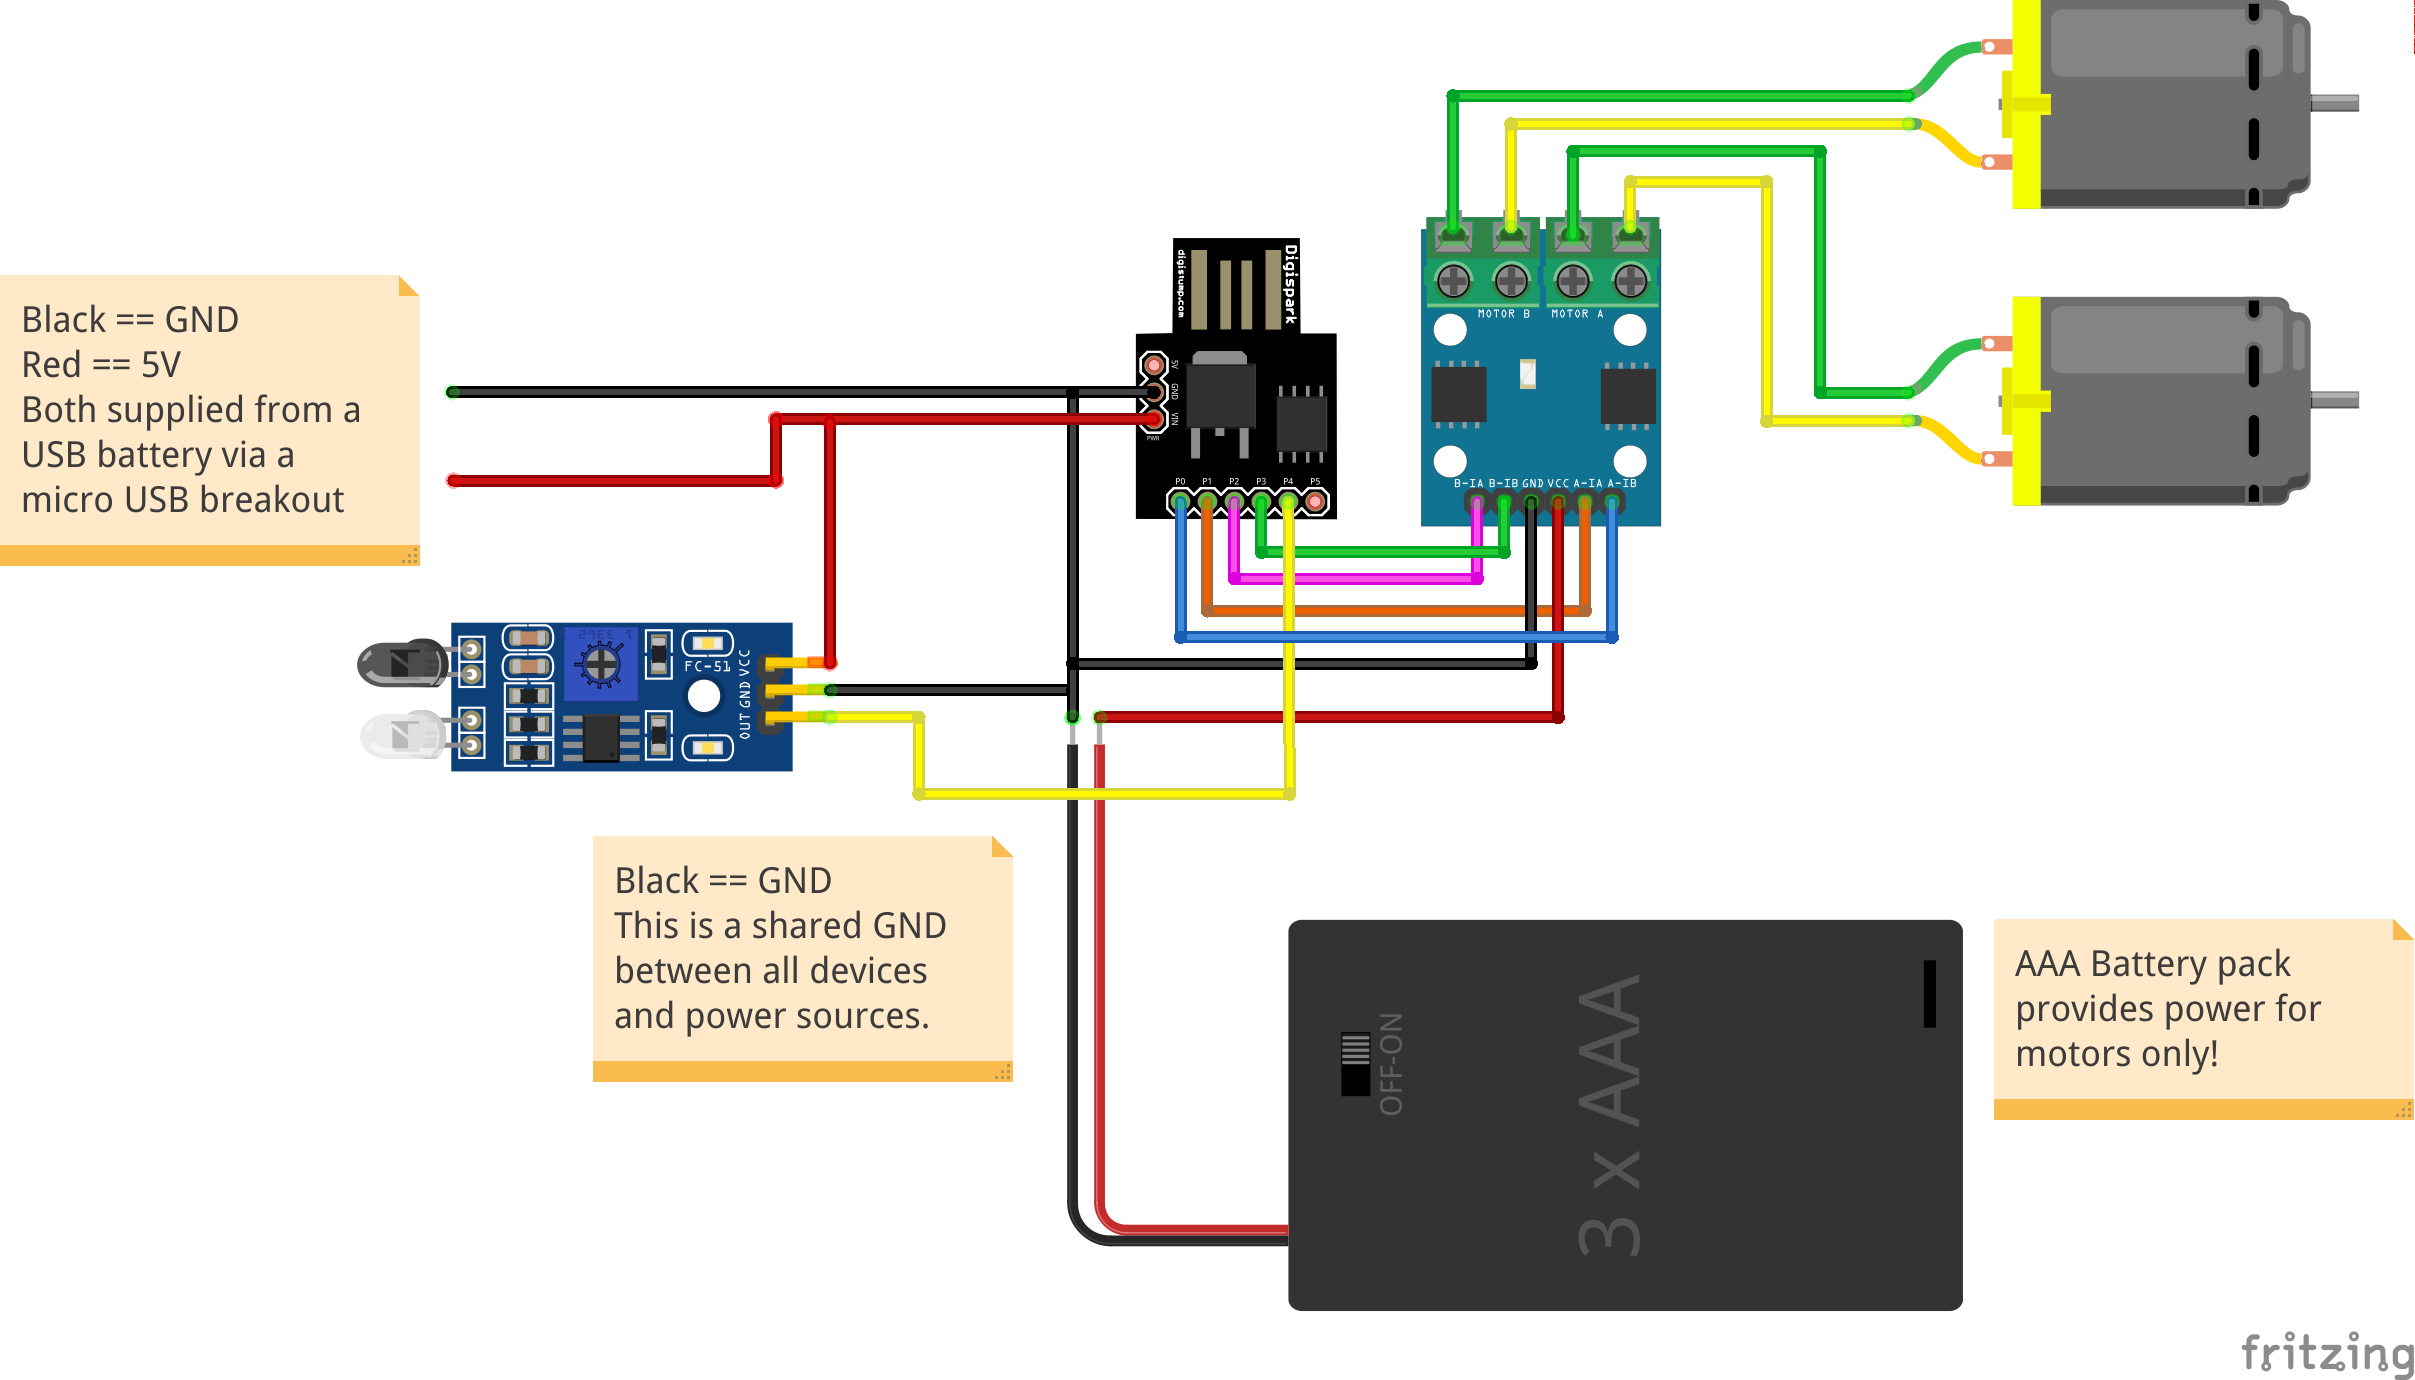 Black == GND
Red == 5V
Both supplied from a
USB battery via a
micro USB breakout
digistump.com
Digispark
5V
GND
VIN
PWR
P0 P1 P2 P3 P4 P5
MOTOR B MOTOR A
B-IA B-IB GND VCC A-IA A-IB
3395
T
FC-51
VCC
GND
OUT
Black == GND
This is a shared GND
between all devices
and power sources.
OFF-ON
3 x AAA
AAA Battery pack
provides power for
motors only!
fritzing